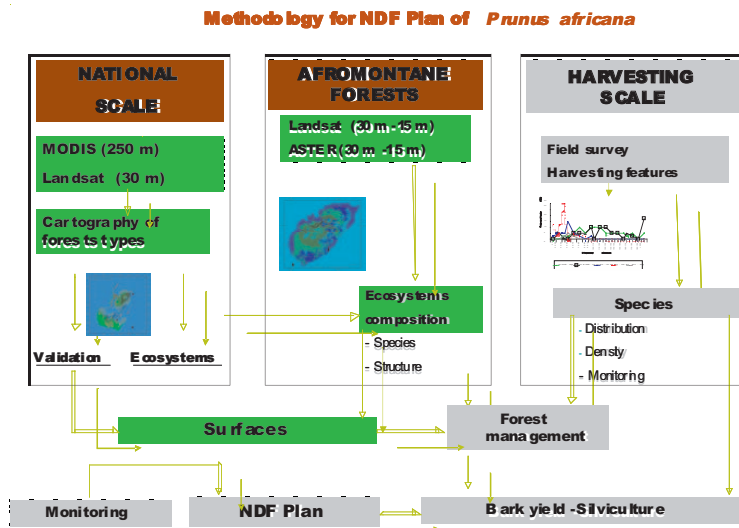 Methodology for NDF Plan of Prunus africana
NATIONAL
SCALE
MODIS (250 m)
Landsat (30 m)
Cartography of
forests types
Validation
Ecosystems
AFROMONTANE
FORESTS
Landsat (30 m -15 m)
ASTER (30 m -15 m)
Ecosystems
composition
- Species
- Structure
HARVESTING
SCALE
Field survey
Harvesting features
Species
- Distribution
- Density
- Monitoring
Surfaces
Forest
management
Monitoring
NDF Plan
Bark yield -Silviculture